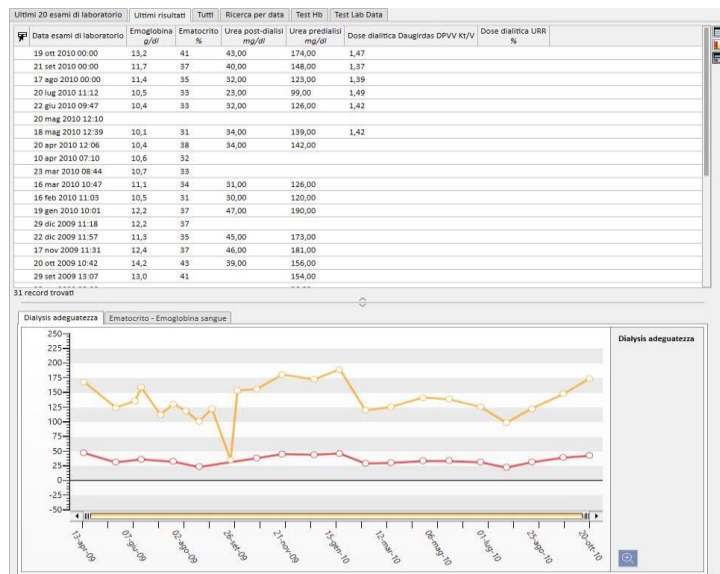 Ultimi 20 esami di laboratorio Ultimi risultati Tutti Ricerca per data Test Hb Test Lab Data
Data esami di laboratorio Emoglobina g/dl Ematocrito % Urea post-dialisi mg/dl Urea predialisi mg/dl Dose dialitica Daugirdas DPVV Kt/V Dose dialitica URR %
19 ott 2010 00:00 13,2 41 43,00 174,00 1,47
21 set 2010 00:00 11,7 37 40,00 148,00 1,37
17 ago 2010 00:00 11,4 35 32,00 123,00 1,39
20 lug 2010 11:12 10,5 33 23,00 99,00 1,49
22 giu 2010 09:47 10,4 33 32,00 126,00 1,42
20 mag 2010 12:10
18 mag 2010 12:39 10,1 31 34,00 139,00 1,42
20 apr 2010 12:06 10,4 38 34,00 142,00
10 apr 2010 07:10 10,6 32
23 mar 2010 08:44 10,7 33
16 mar 2010 10:47 11,1 34 31,00 126,00
16 feb 2010 11:03 10,5 31 30,00 120,00
19 gen 2010 10:01 12,2 37 47,00 190,00
29 dic 2009 11:18 12,2 37
22 dic 2009 11:57 11,3 35 45,00 173,00
17 nov 2009 11:31 12,4 37 46,00 181,00
20 ott 2009 10:42 14,2 43 39,00 156,00
29 set 2009 13:07 13,0 41 154,00
31 record trovati
Dialysis adeguatezza Ematocrito - Emoglobina sangue
Dialysis adeguatezza
250
225
200
175
150
125
100
75
50
25
0
-25
-50
13-apr-09 07-giu-09 02-ago-09 26-set-09 21-nov-09 15-gen-10 12-mar-10 06-mag-10 01-lug-10 25-ago-10 20-ott-10